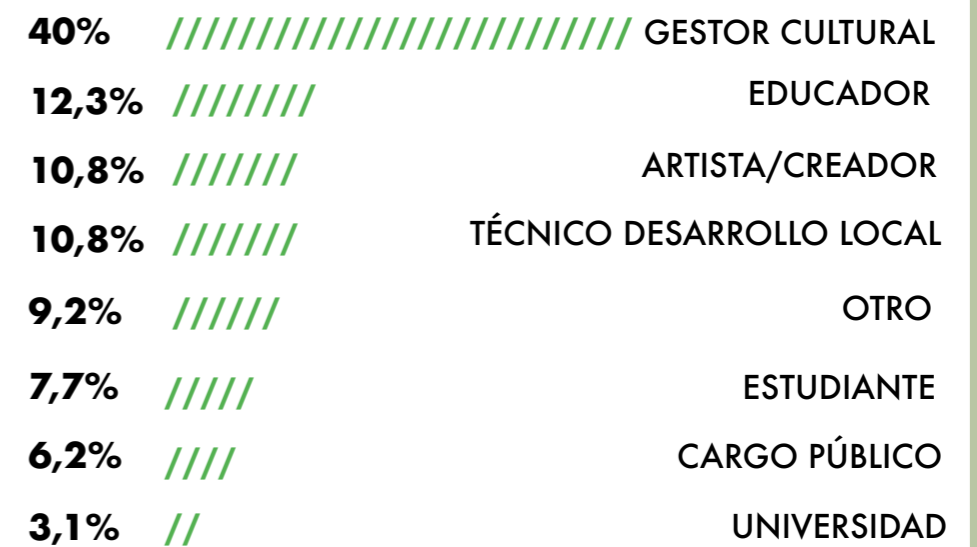 40% ////////////////////////// GESTOR CULTURAL
12,3% //////// EDUCADOR
10,8% /////// ARTISTA/CREADOR
10,8% /////// TÉCNICO DESARROLLO LOCAL
9,2% ////// OTRO
7,7% ///// ESTUDIANTE
6,2% //// CARGO PÚBLICO
3,1% // UNIVERSIDAD